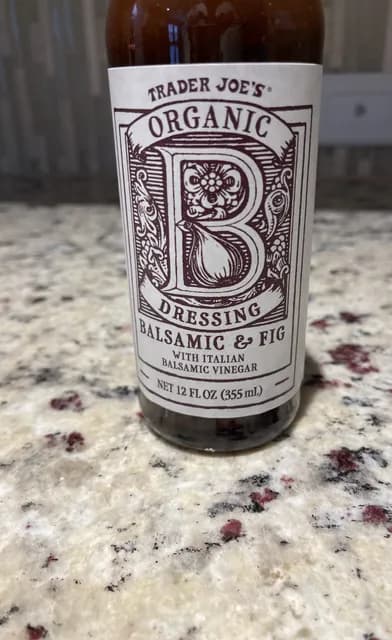 TRADER JOE'S®
ORGANIC
B
DRESSING
BALSAMIC & FIG
WITH ITALIAN
BALSAMIC VINEGAR
NET 12 FL OZ (355 mL)